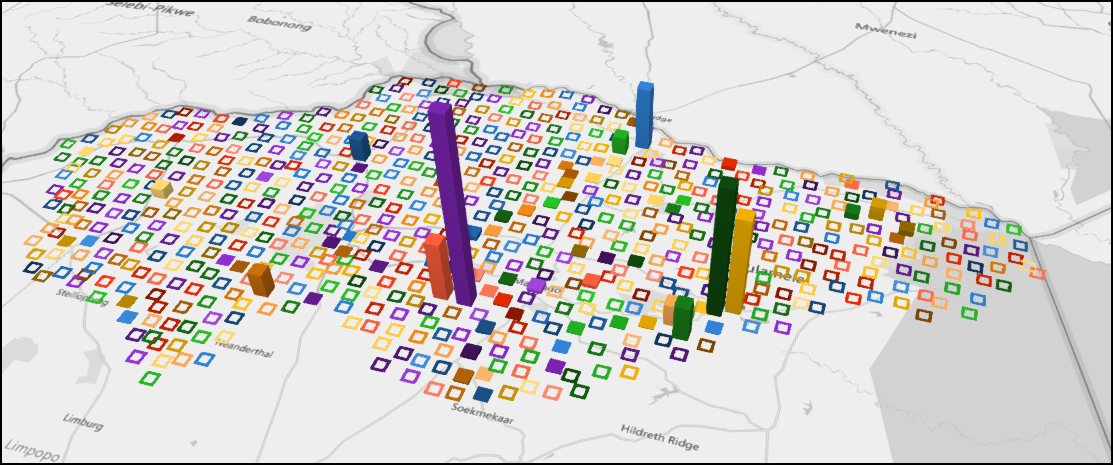 Selebi-Pikwe
Bobonong
Mwenezi
Steilloopbrug
Neanderthal
Soekmekaar
Hildreth Ridge
Limburg
Limpopo